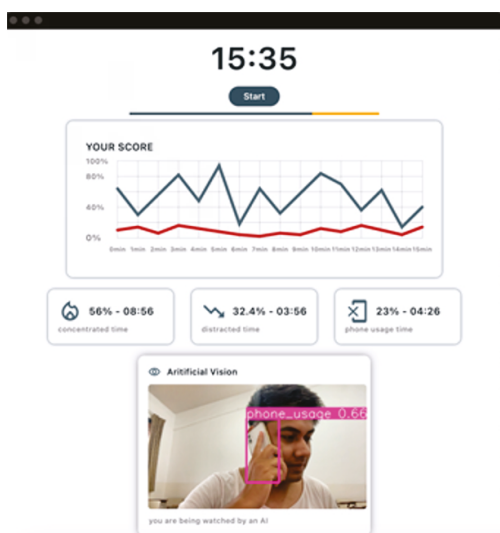 15:35
Start
YOUR SCORE
100%
80%
40%
0%
0min 1min 2min 3min 4min 5min 6min 7min 8min 9min 10min 11min 12min 13min 14min 15min
56% - 08:56
concentrated time
32.4% - 03:56
distracted time
23% - 04:26
phone usage time
Aritificial Vision
phone_usage 0.66
you are being watched by an AI